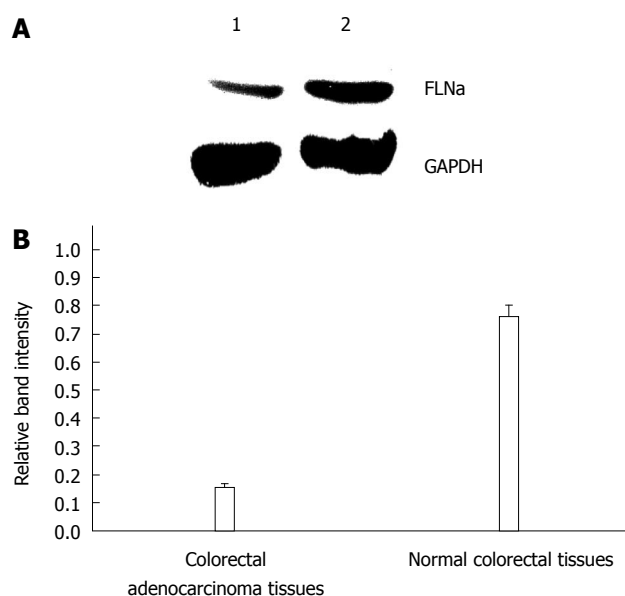 A
1 2
FLNa
GAPDH
B
Relative band intensity
1.0
0.9
0.8
0.7
0.6
0.5
0.4
0.3
0.2
0.1
0.0
Colorectal
adenocarcinoma tissues
Normal colorectal tissues